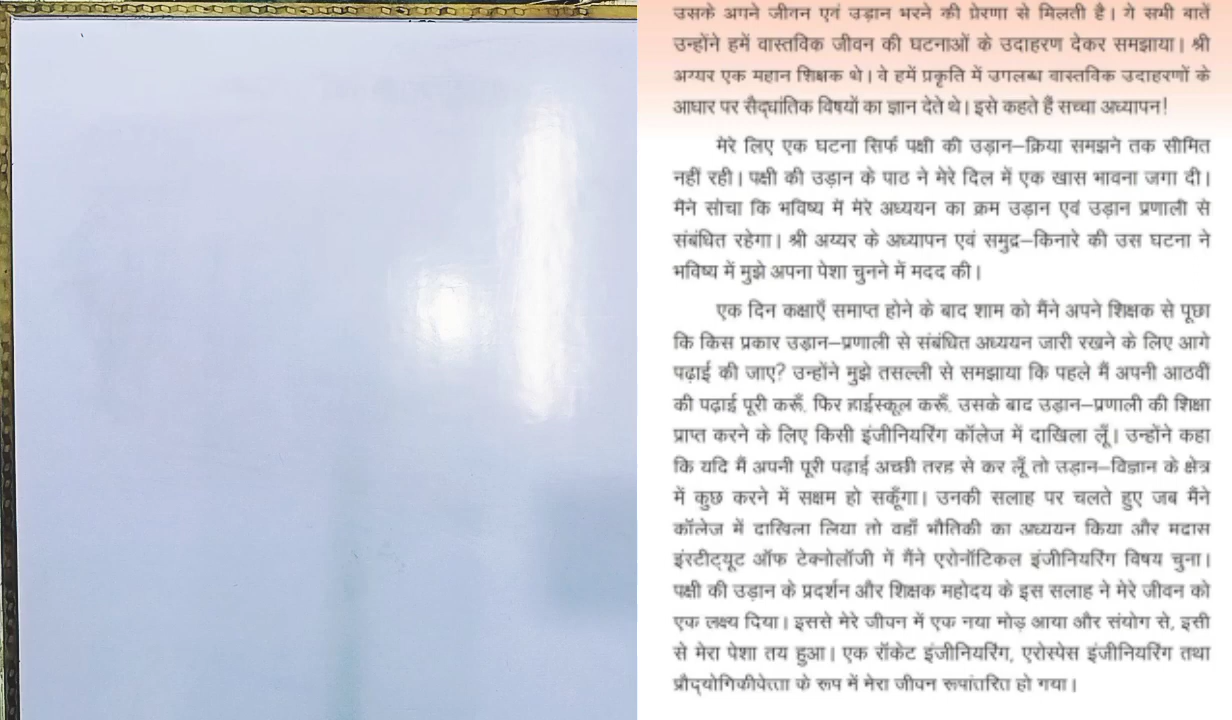 उसके अपने जीवन एवं उड़ान भरने की प्रेरणा से मिलती है। ये सभी बातें
उन्होंने हमें वास्तविक जीवन की घटनाओं के उदाहरण देकर समझाया। श्री
अय्यर एक महान शिक्षक थे। वे हमें प्रकृति में उपलब्ध वास्तविक उदाहरणों के
आधार पर सैद्धांतिक विषयों का ज्ञान देते थे। इसे कहते हैं सच्चा अध्यापन!
मेरे लिए एक घटना सिर्फ पक्षी की उड़ान–क्रिया समझने तक सीमित
नहीं रही। पक्षी की उड़ान के पाठ ने मेरे दिल में एक खास भावना जगा दी।
मैंने सोचा कि भविष्य में मेरे अध्ययन का क्रम उड़ान एवं उड़ान प्रणाली से
संबंधित रहेगा। श्री अय्यर के अध्यापन एवं समुद्र–किनारे की उस घटना ने
भविष्य में मुझे अपना पेशा चुनने में मदद की।
एक दिन कक्षाएँ समाप्त होने के बाद शाम को मैंने अपने शिक्षक से पूछा
कि किस प्रकार उड़ान–प्रणाली से संबंधित अध्ययन जारी रखने के लिए आगे
पढ़ाई की जाए? उन्होंने मुझे तसल्ली से समझाया कि पहले मैं अपनी आठवीं
की पढ़ाई पूरी करूँ, फिर हाईस्कूल करूँ, उसके बाद उड़ान–प्रणाली की शिक्षा
प्राप्त करने के लिए किसी इंजीनियरिंग कॉलेज में दाखिला लूँ। उन्होंने कहा
कि यदि मैं अपनी पूरी पढ़ाई अच्छी तरह से कर लूँ तो उड़ान–विज्ञान के क्षेत्र
में कुछ करने में सक्षम हो सकूँगा। उनकी सलाह पर चलते हुए जब मैंने
कॉलेज में दाखिला लिया तो वहाँ भौतिकी का अध्ययन किया और मद्रास
इंस्टीट्यूट ऑफ टेक्नोलॉजी में मैंने एरोनॉटिकल इंजीनियरिंग विषय चुना।
पक्षी की उड़ान के प्रदर्शन और शिक्षक महोदय के इस सलाह ने मेरे जीवन को
एक लक्ष्य दिया। इससे मेरे जीवन में एक नया मोड़ आया और संयोग से, इसी
से मेरा पेशा तय हुआ। एक रॉकेट इंजीनियरिंग, एरोस्पेस इंजीनियरिंग तथा
प्रौद्योगिकीवेत्ता के रूप में मेरा जीवन रूपांतरित हो गया।